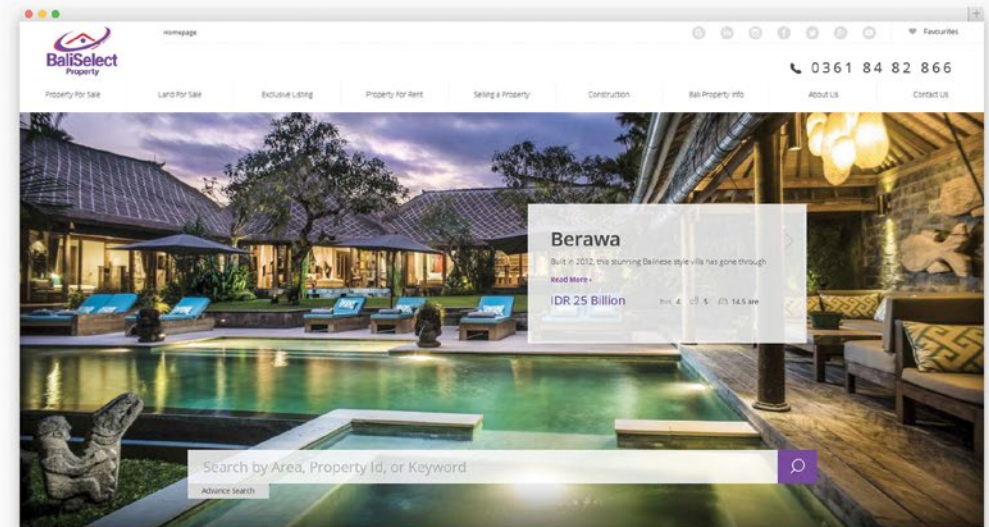 Homepage
Favourites
BaliSelect
Property
0361 84 82 866
Property For Sale
Land For Sale
Exclusive Listing
Property For Rent
Selling a Property
Construction
Bali Property Info
About Us
Contact Us
Berawa
Built in 2012, this stunning Balinese style villa has gone through
Read More
IDR 25 Billion
4 5 14.5 are
Search by Area, Property Id, or Keyword
Advance Search